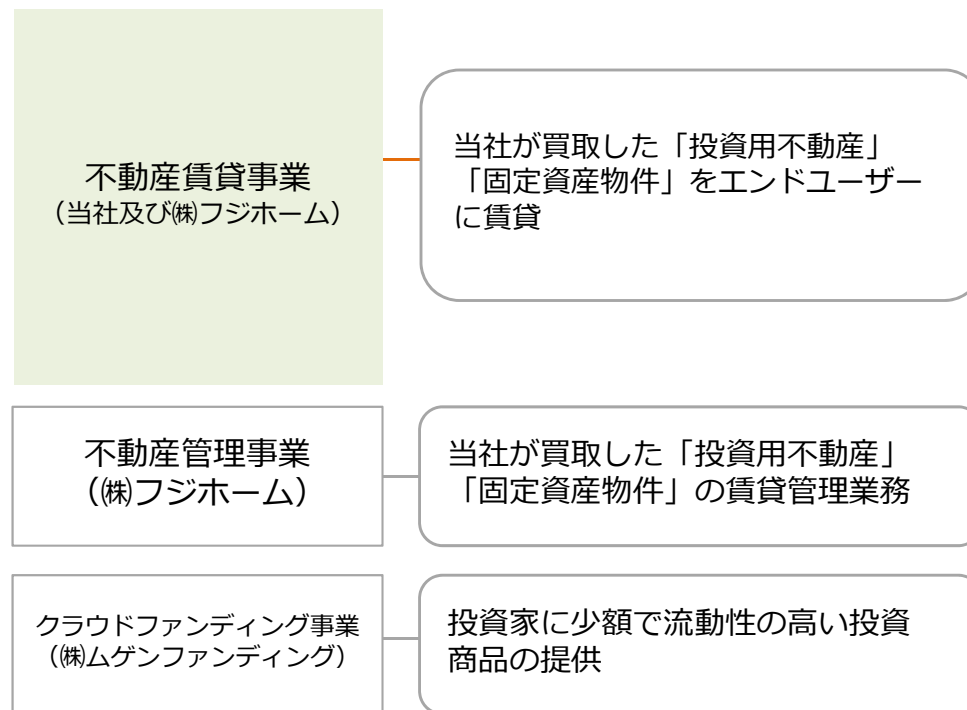 不動産賃貸事業
（当社及び㈱フジホーム）
当社が買取した「投資用不動産」
「固定資産物件」をエンドユーザー
に賃貸
不動産管理事業
（㈱フジホーム）
当社が買取した「投資用不動産」
「固定資産物件」の賃貸管理業務
クラウドファンディング事業
（㈱ムゲンファンディング）
投資家に少額で流動性の高い投資
商品の提供